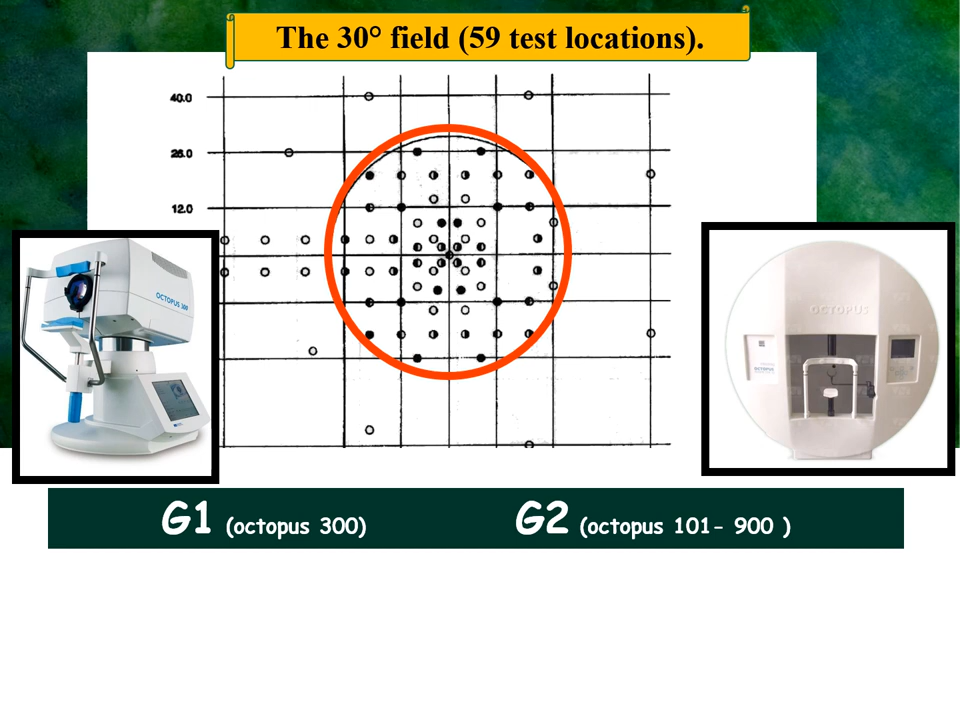 The 30° field (59 test locations).
40.0
26.0
12.0
OCTOPUS 300
OCTOPUS
OCTOPUS
G1 (octopus 300)
G2 (octopus 101- 900 )